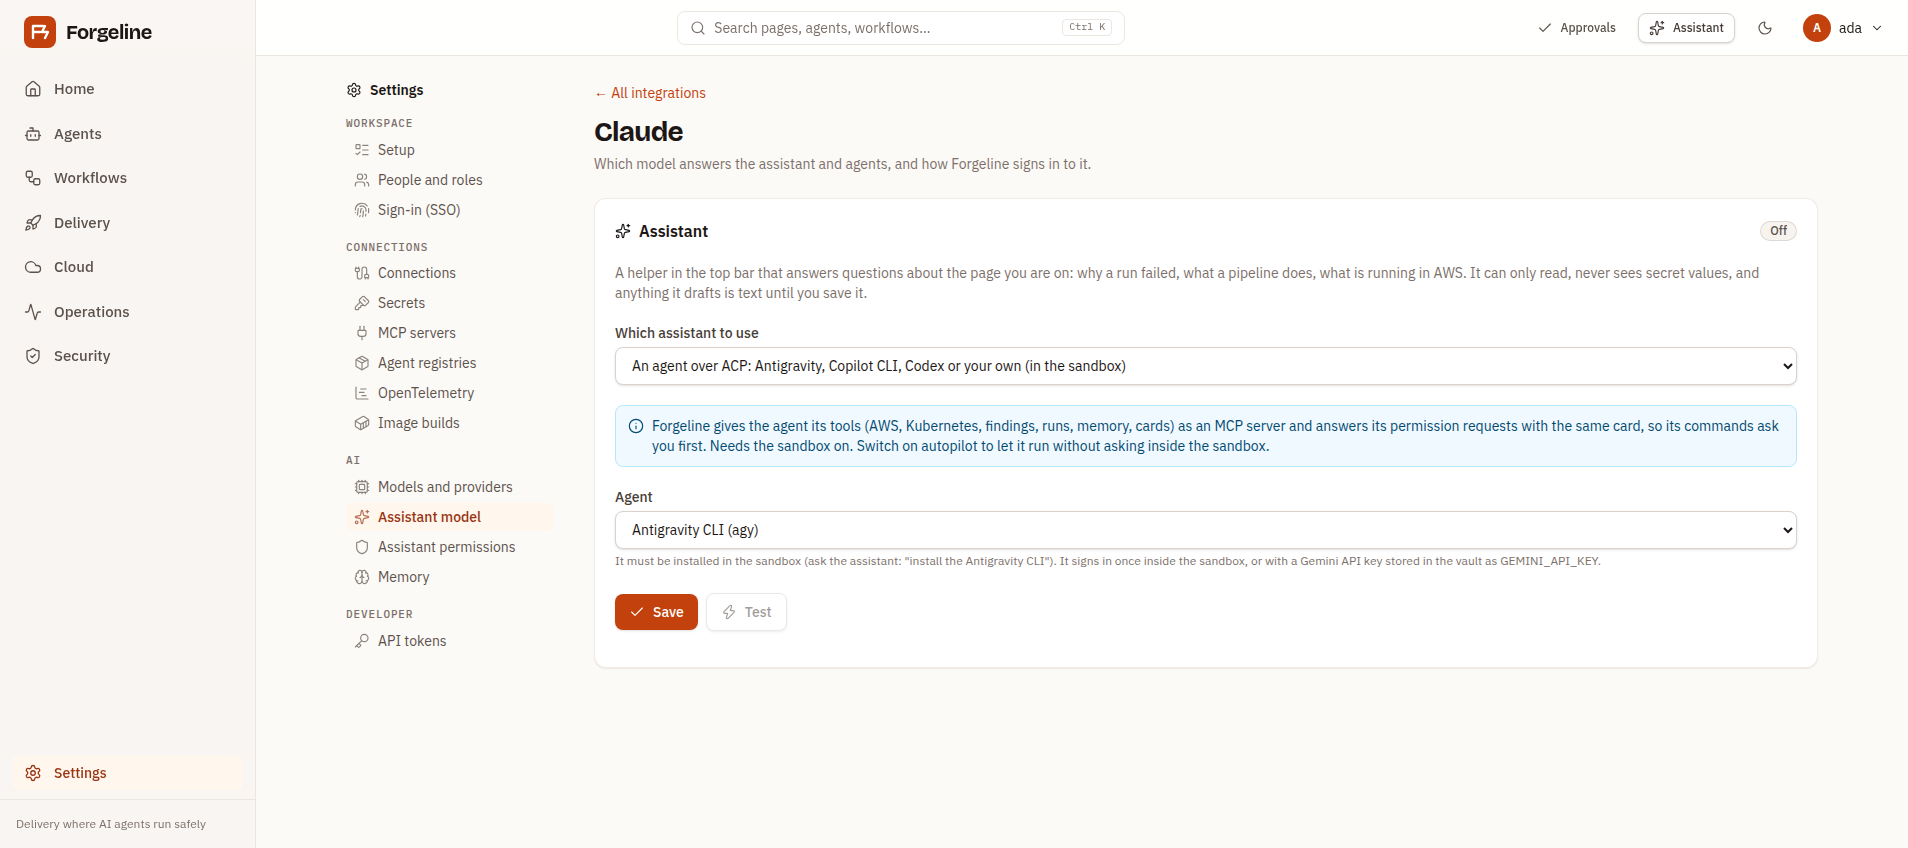 Forgeline
Search pages, agents, workflows...
Ctrl K
Approvals
Assistant
A
ada
Home
Agents
Workflows
Delivery
Cloud
Operations
Security
Settings
Delivery where AI agents run safely
Settings
WORKSPACE
Setup
People and roles
Sign-in (SSO)
CONNECTIONS
Connections
Secrets
MCP servers
Agent registries
OpenTelemetry
Image builds
AI
Models and providers
Assistant model
Assistant permissions
Memory
DEVELOPER
API tokens
← All integrations
Claude
Which model answers the assistant and agents, and how Forgeline signs in to it.
Assistant
Off
A helper in the top bar that answers questions about the page you are on: why a run failed, what a pipeline does, what is running in AWS. It can only read, never sees secret values, and
anything it drafts is text until you save it.
Which assistant to use
An agent over ACP: Antigravity, Copilot CLI, Codex or your own (in the sandbox)
Forgeline gives the agent its tools (AWS, Kubernetes, findings, runs, memory, cards) as an MCP server and answers its permission requests with the same card, so its commands ask
you first. Needs the sandbox on. Switch on autopilot to let it run without asking inside the sandbox.
Agent
Antigravity CLI (agy)
It must be installed in the sandbox (ask the assistant: "install the Antigravity CLI"). It signs in once inside the sandbox, or with a Gemini API key stored in the vault as GEMINI_API_KEY.
Save
Test